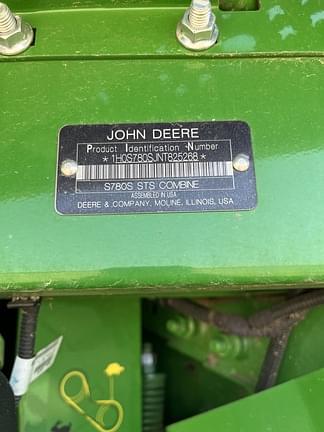 JOHN DEERE
Product Identification Number
*1H0S780SJNT825268*
S780S STS COMBINE
ASSEMBLED IN USA
DEERE & COMPANY, MOLINE, ILLINOIS, USA